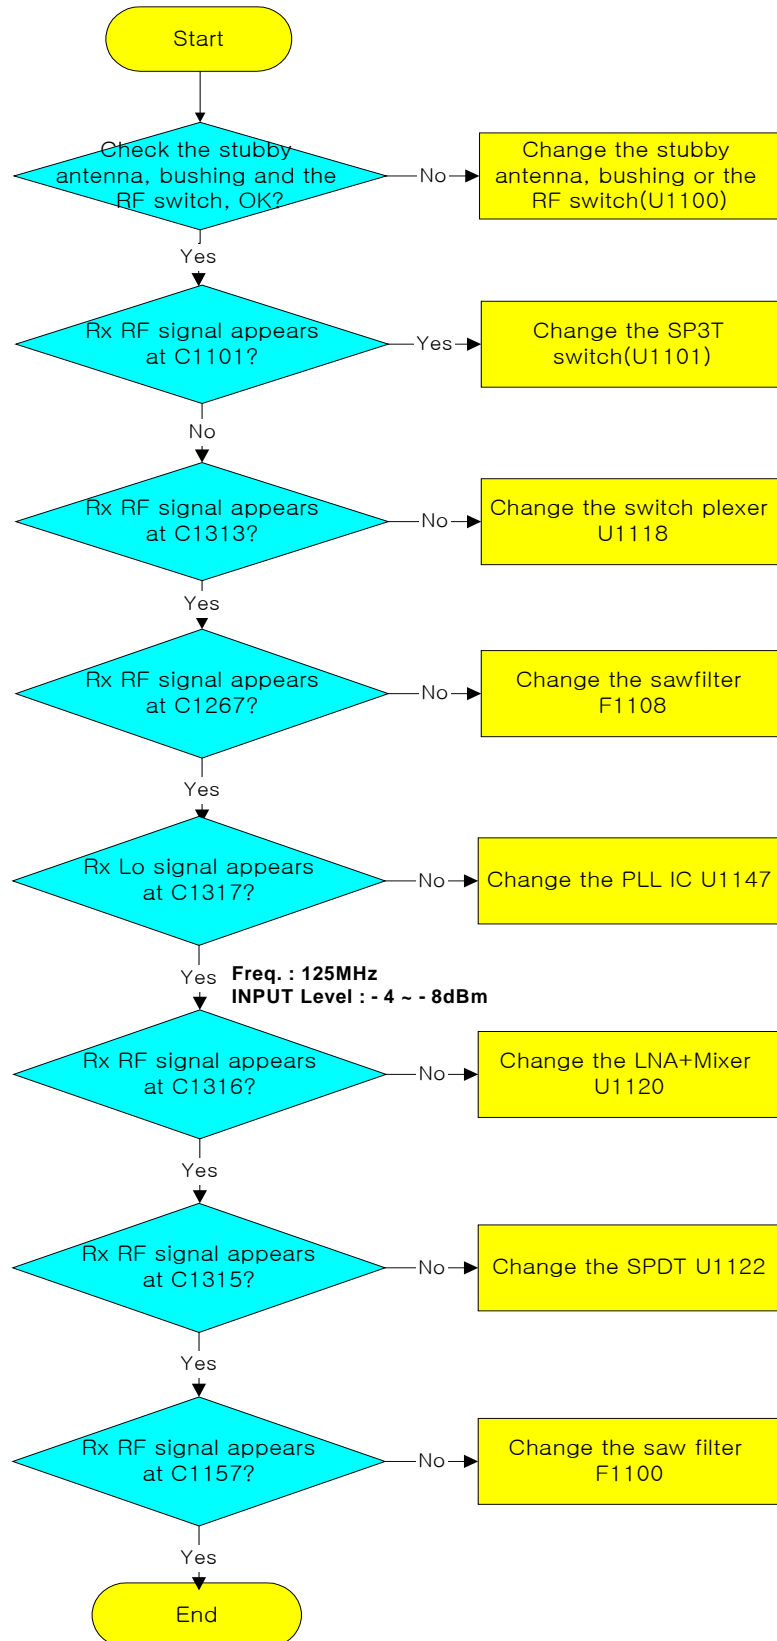 Start
Check the stubby
antenna, bushing and the
RF switch, OK?
No
Change the stubby
antenna, bushing or the
RF switch(U1100)
Yes
Rx RF signal appears
at C1101?
Yes
Change the SP3T
switch(U1101)
No
Rx RF signal appears
at C1313?
No
Change the switch plexer
U1118
Yes
Rx RF signal appears
at C1267?
No
Change the sawfilter
F1108
Yes
Rx Lo signal appears
at C1317?
No
Change the PLL IC U1147
Yes
Freq. : 125MHz
INPUT Level : - 4 ~ - 8dBm
Rx RF signal appears
at C1316?
No
Change the LNA+Mixer
U1120
Yes
Rx RF signal appears
at C1315?
No
Change the SPDT U1122
Yes
Rx RF signal appears
at C1157?
No
Change the saw filter
F1100
Yes
End